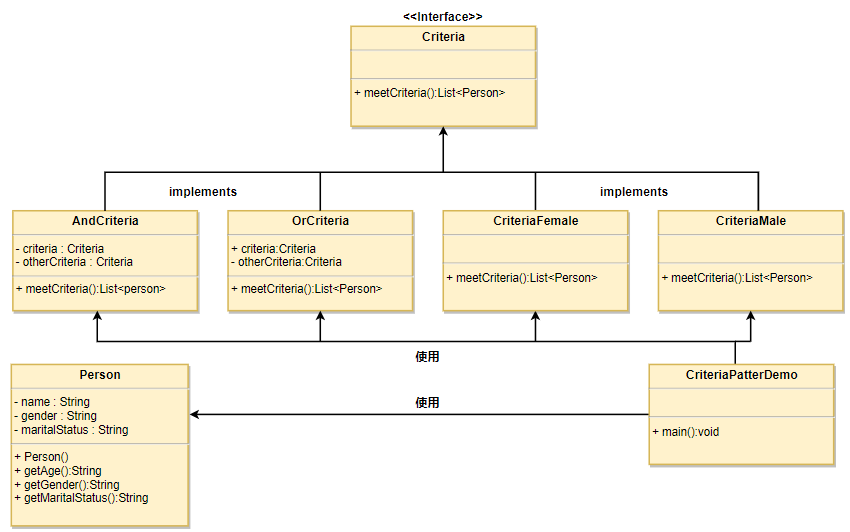 <<Interface>>
Criteria
+ meetCriteria():List<Person>
implements
implements
AndCriteria
- criteria : Criteria
- otherCriteria : Criteria
+ meetCriteria():List<person>
OrCriteria
+ criteria:Criteria
- otherCriteria:Criteria
+ meetCriteria():List<Person>
CriteriaFemale
+ meetCriteria():List<Person>
CriteriaMale
+ meetCriteria():List<Person>
使用
Person
- name : String
- gender : String
- maritalStatus : String
+ Person()
+ getAge():String
+ getGender():String
+ getMaritalStatus():String
使用
CriteriaPatterDemo
+ main():void